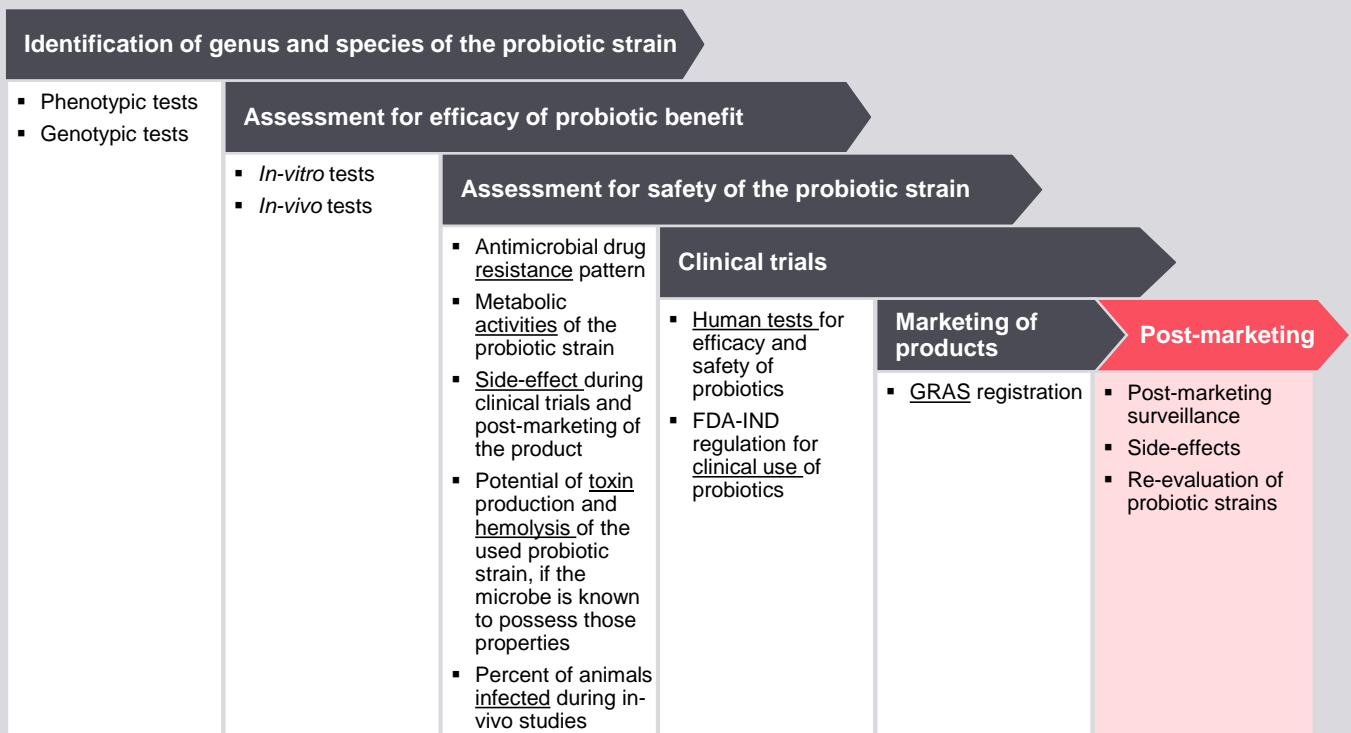 Identification of genus and species of the probiotic strain
▪ Phenotypic tests
▪ Genotypic tests
Assessment for efficacy of probiotic benefit
▪ In-vitro tests
▪ In-vivo tests
Assessment for safety of the probiotic strain
▪ Antimicrobial drug
resistance pattern
▪ Metabolic
activities of the
probiotic strain
▪ Side-effect during
clinical trials and
post-marketing of
the product
▪ Potential of toxin
production and
hemolysis of the
used probiotic
strain, if the
microbe is known
to possess those
properties
▪ Percent of animals
infected during in-
vivo studies
Clinical trials
▪ Human tests for
efficacy and
safety of
probiotics
▪ FDA-IND
regulation for
clinical use of
probiotics
Marketing of
products
▪ GRAS registration
Post-marketing
▪ Post-marketing
surveillance
▪ Side-effects
▪ Re-evaluation of
probiotic strains